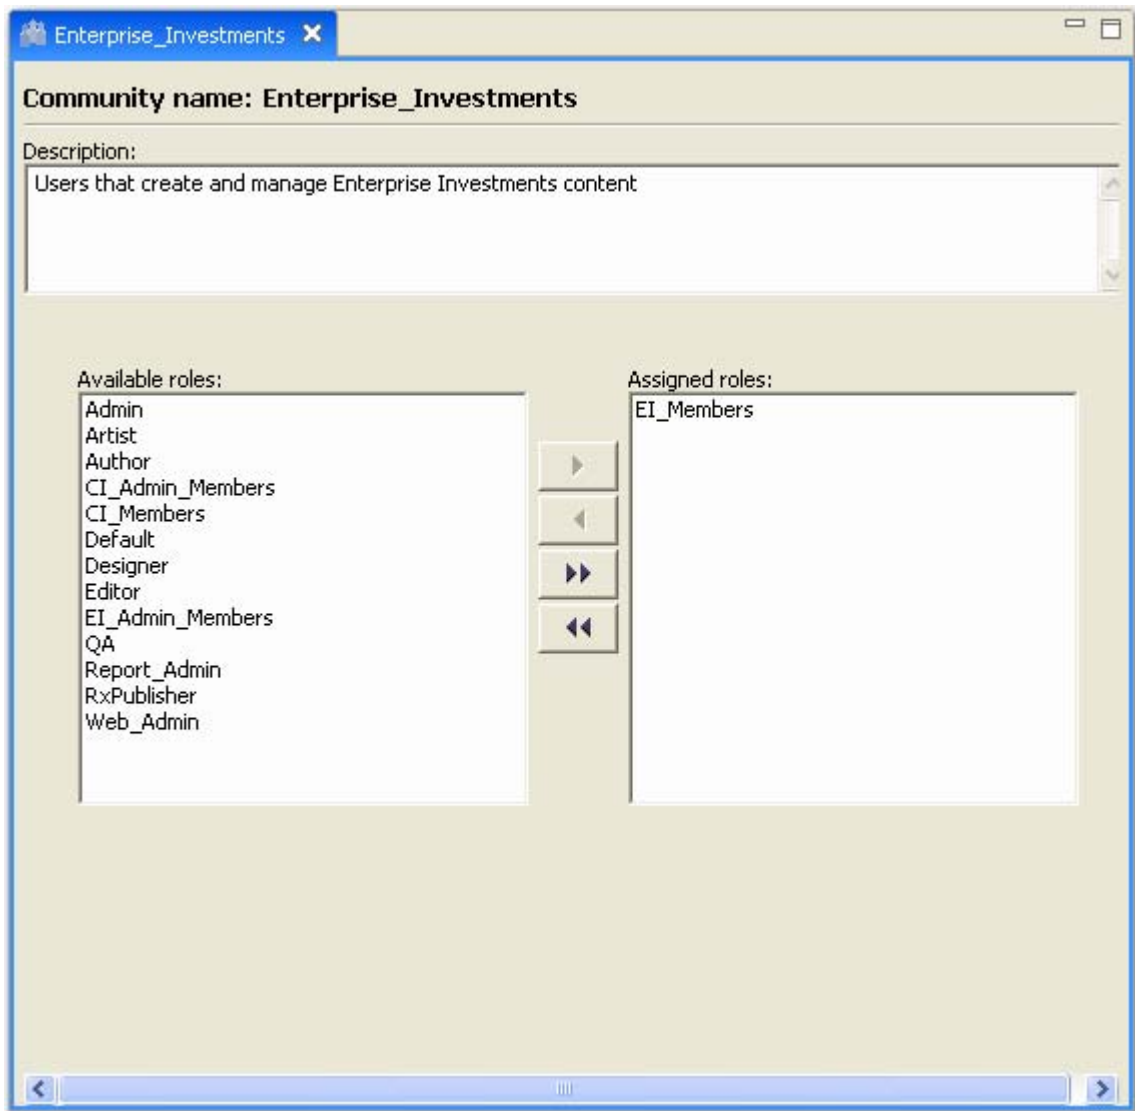 Enterprise_Investments
Community name: Enterprise_Investments
Description:
Users that create and manage Enterprise Investments content
Available roles:
Admin
Artist
Author
CI_Admin_Members
CI_Members
Default
Designer
Editor
EI_Admin_Members
QA
Report_Admin
RxPublisher
Web_Admin
Assigned roles:
EI_Members